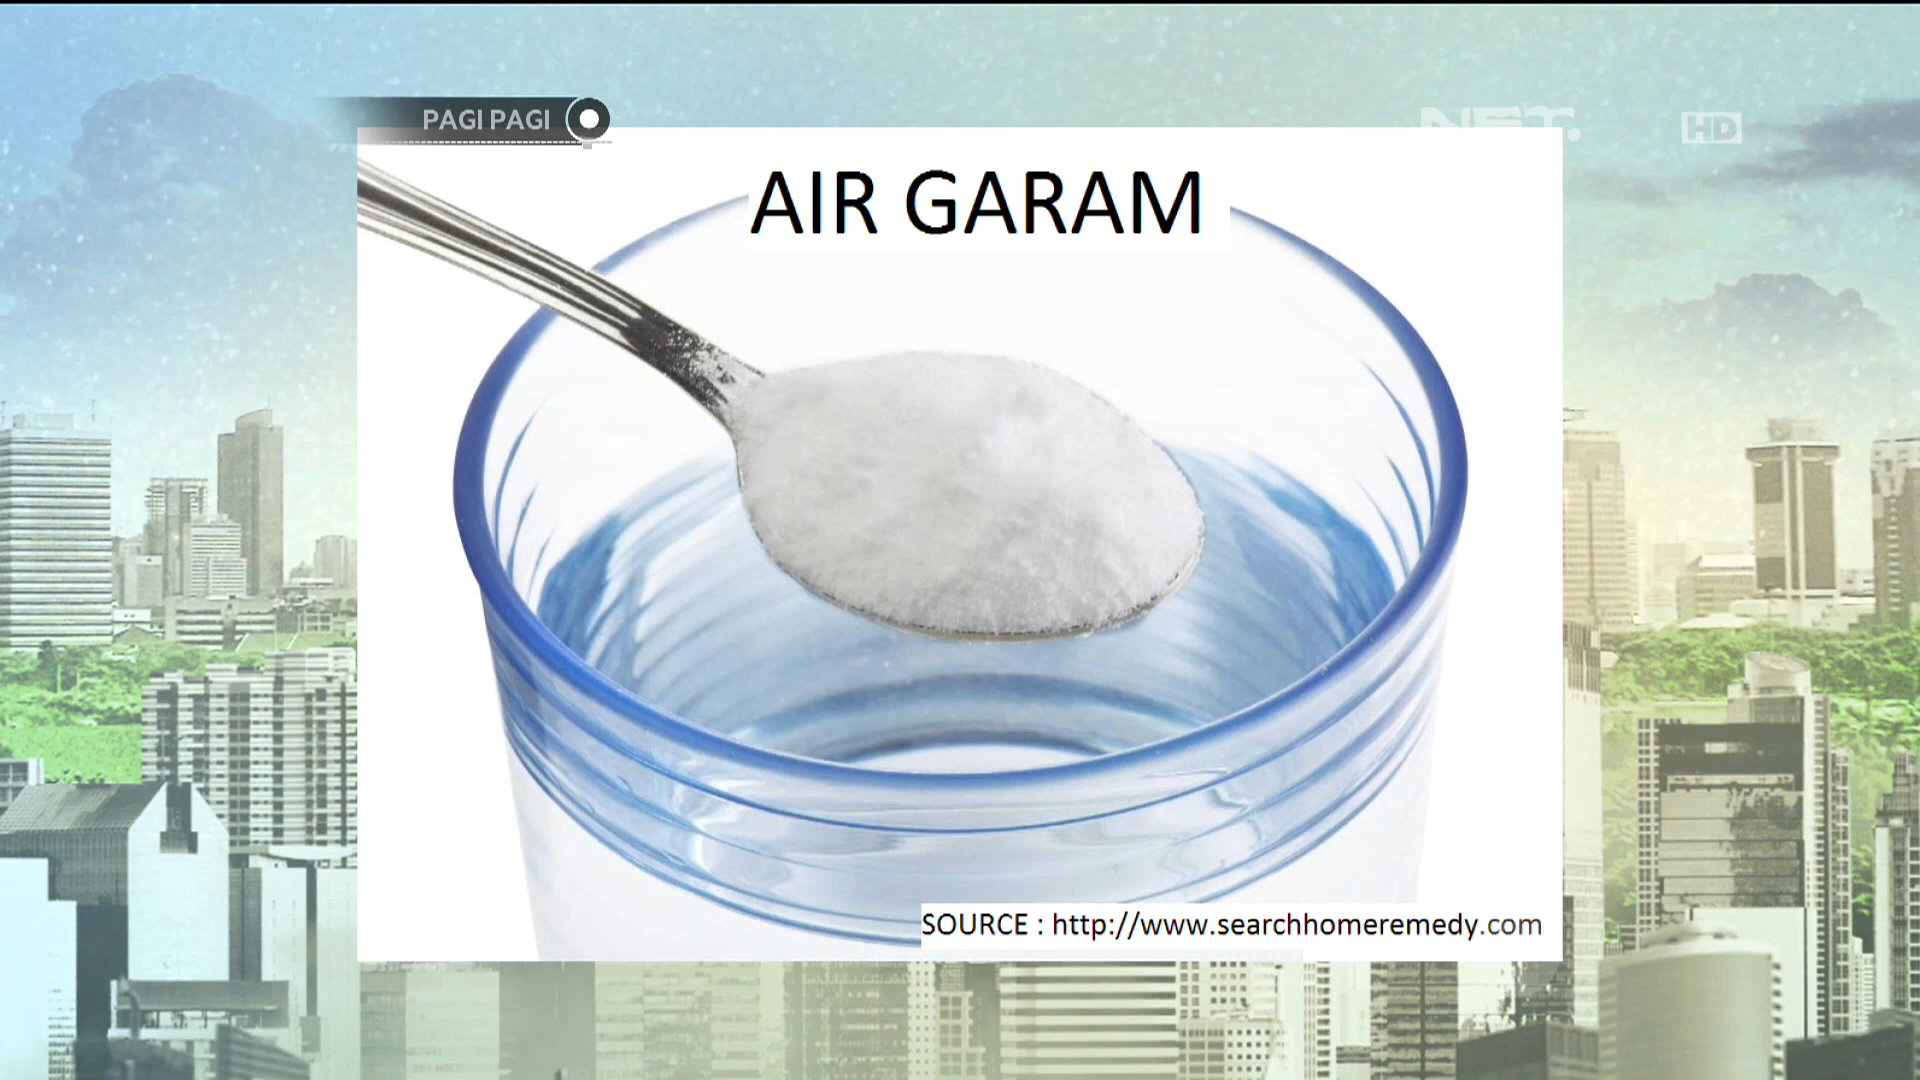 PAGI PAGI
NET.
HD
AIR GARAM
SOURCE : http://www.searchhomeremedy.com